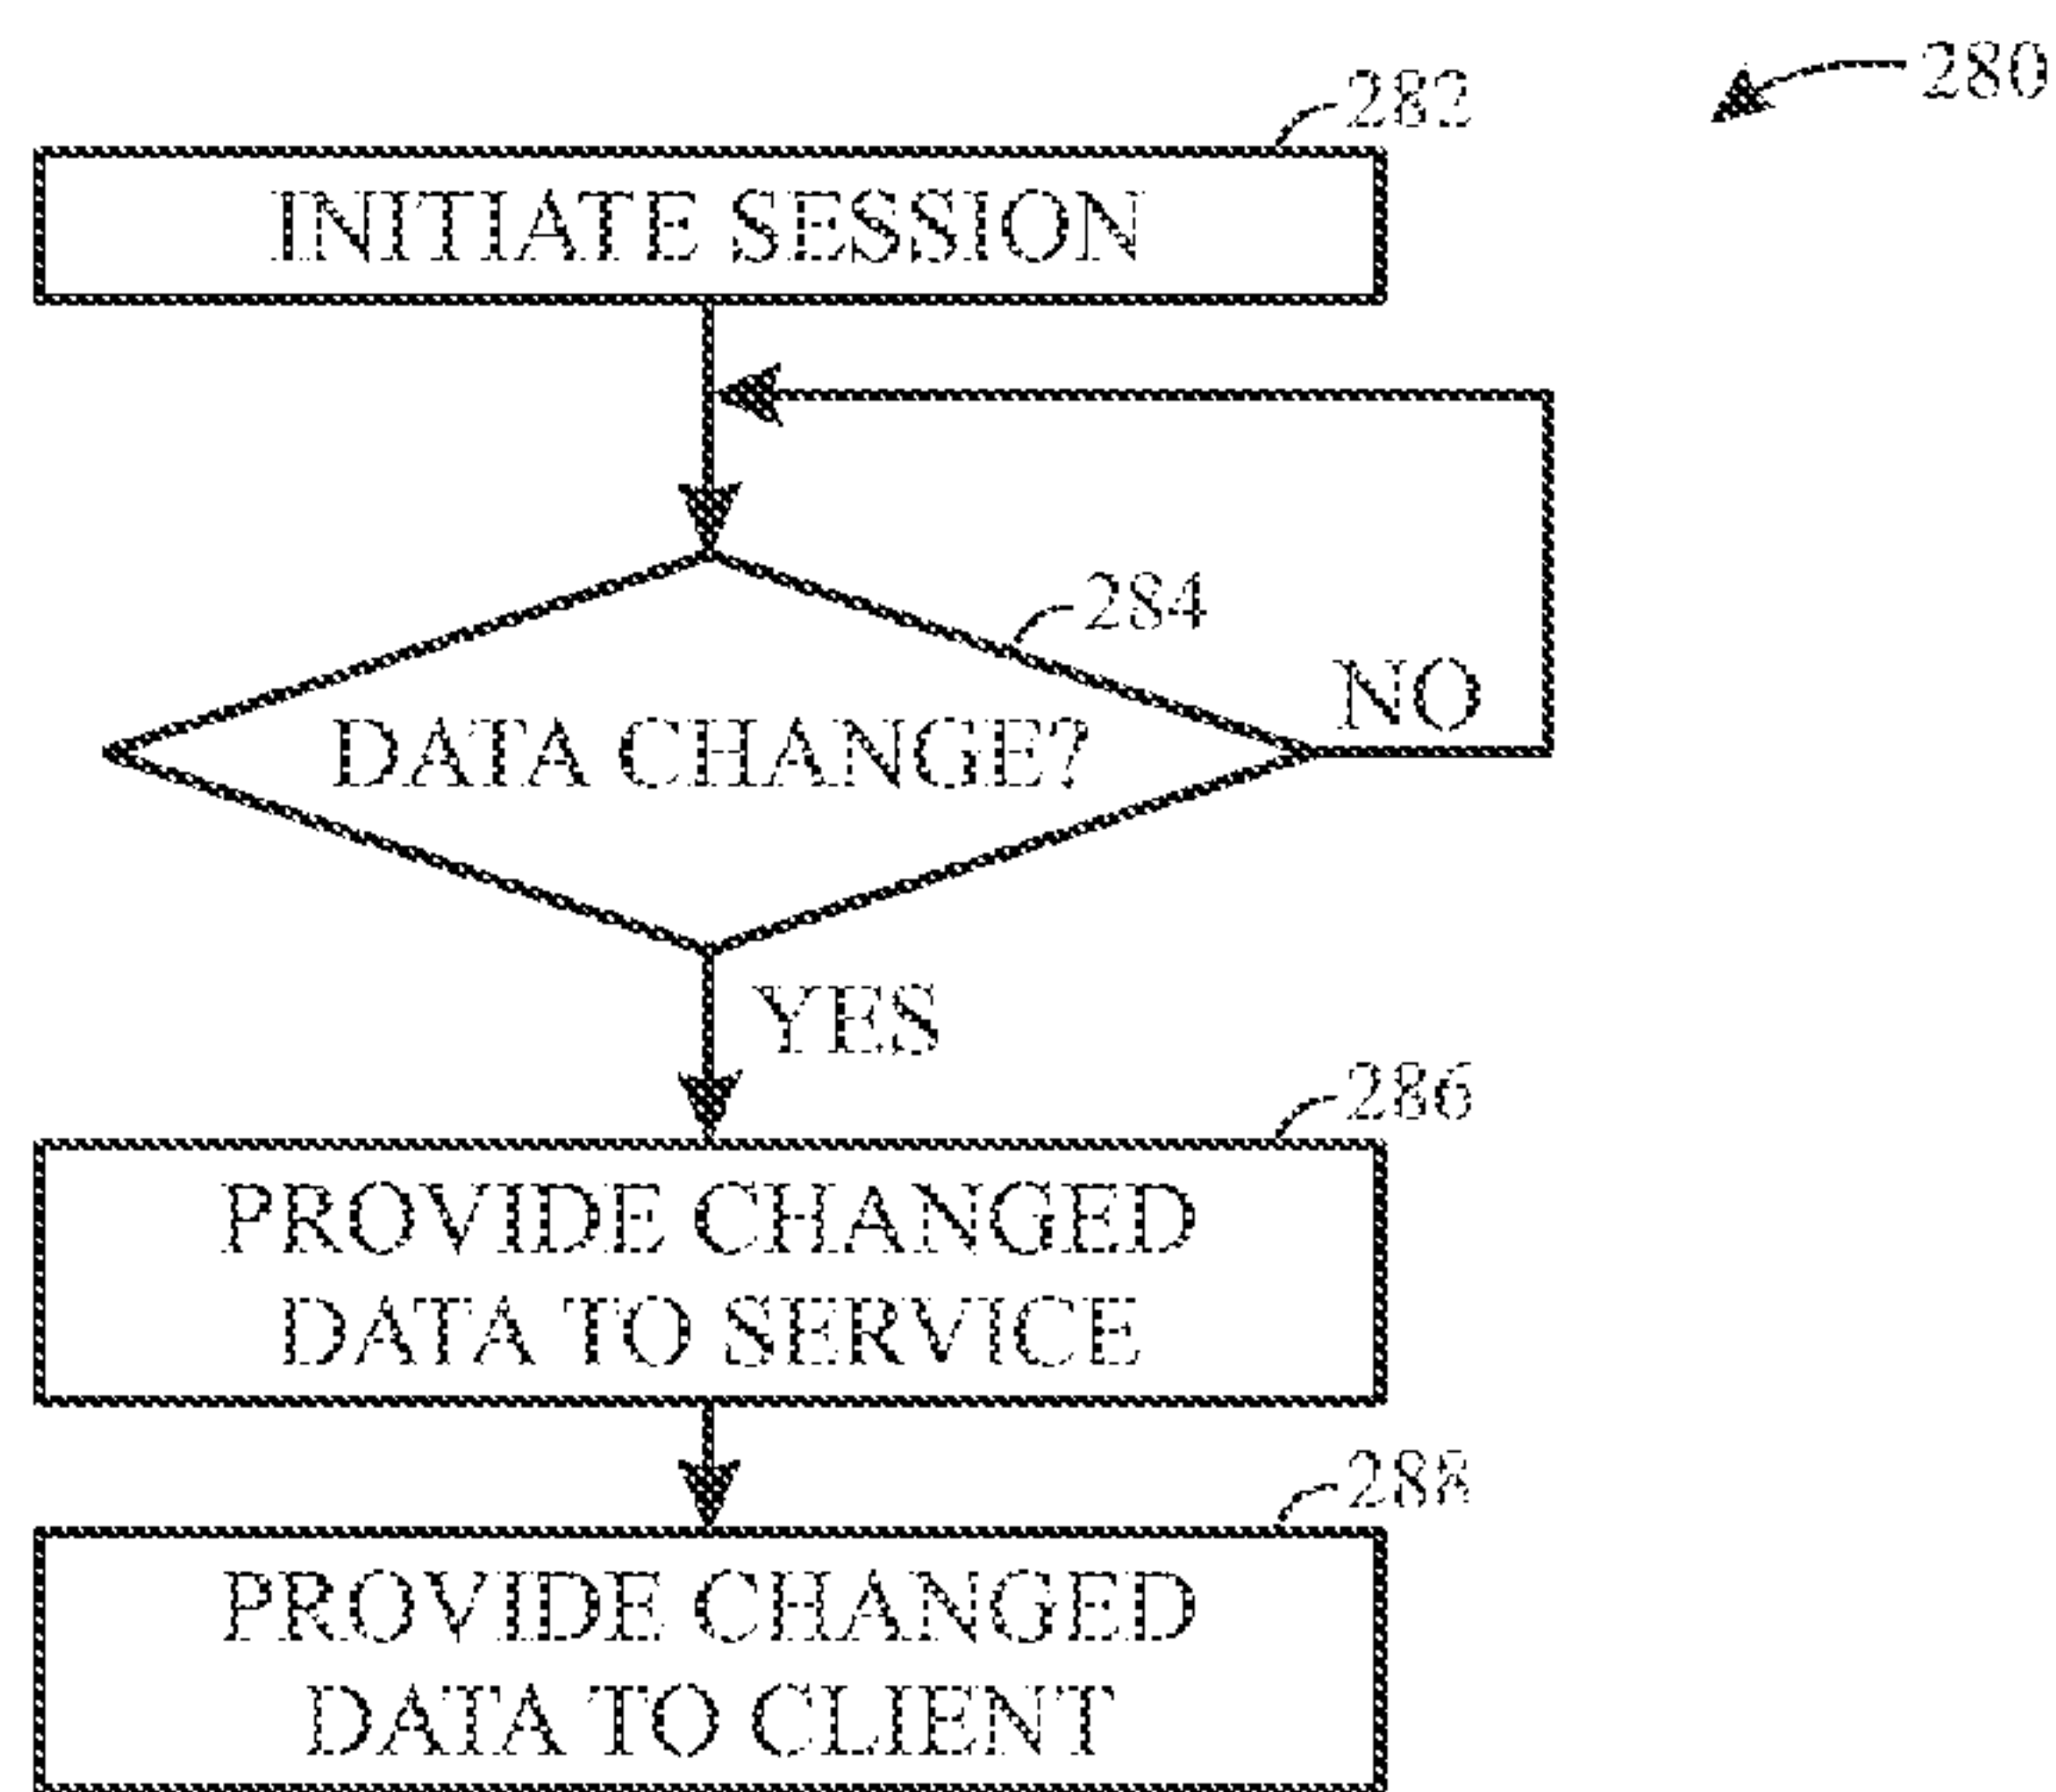 280
282
INITIATE SESSION
284
NO
DATA CHANGE?
YES
286
PROVIDE CHANGED
DATA TO SERVICE
288
PROVIDE CHANGED
DATA TO CLIENT